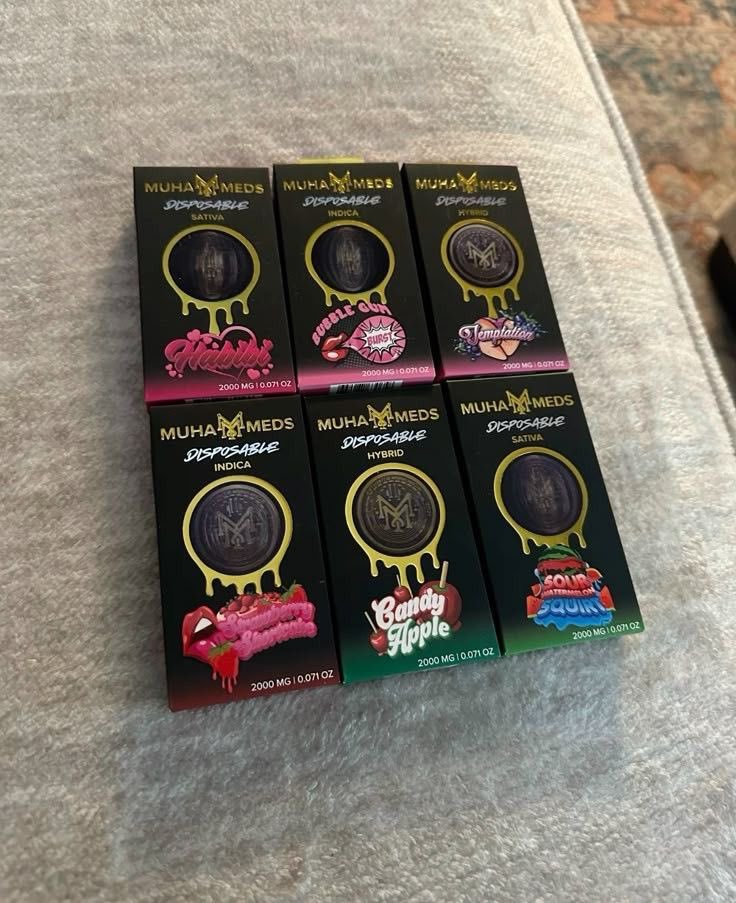 MUHA MEDS
DISPOSABLE
SATIVA
Habibi
2000 MG | 0.071 OZ
MUHA MEDS
DISPOSABLE
INDICA
BUBBLE GUM
BURST
2000 MG | 0.071 OZ
MUHA MEDS
DISPOSABLE
HYBRID
Temptation
2000 MG | 0.071 OZ
MUHA MEDS
DISPOSABLE
INDICA
Strawberry
2000 MG | 0.071 OZ
MUHA MEDS
DISPOSABLE
HYBRID
Candy
Apple
2000 MG | 0.071 OZ
MUHA MEDS
DISPOSABLE
SATIVA
SOUR
WATERMELON
SQUIRT
2000 MG | 0.071 OZ